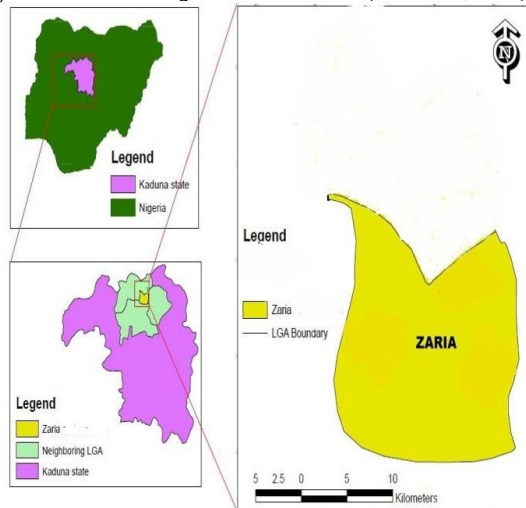 Legend
Kaduna state
Nigeria
Legend
Zaria
Neighboring LGA
Kaduna state
N
Legend
Zaria
LGA Boundary
ZARIA
5 2.5 0 5 10
Kilometers